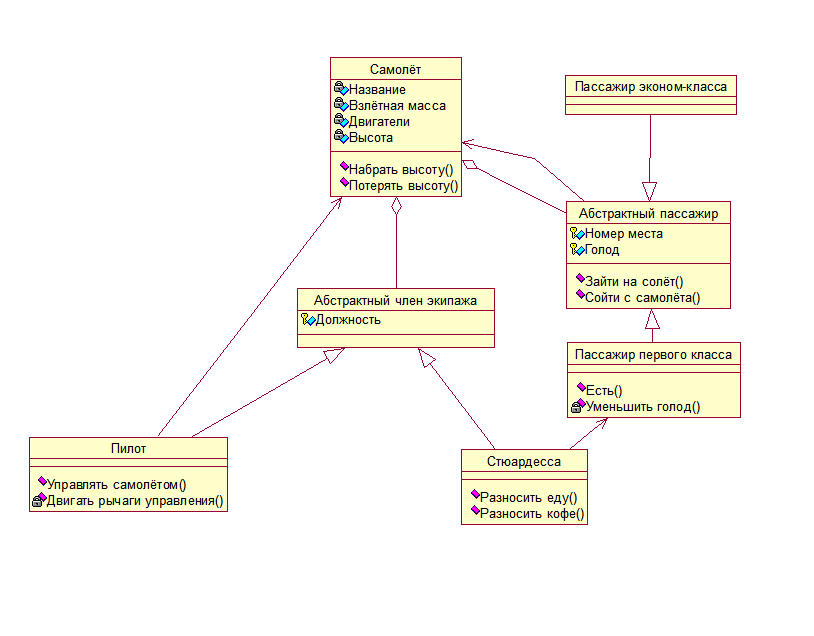 Самолёт
Название
Взлётная масса
Двигатели
Высота
Набрать высоту()
Потерять высоту()
Пассажир эконом-класса
Абстрактный пассажир
Номер места
Голод
Зайти на солёт()
Сойти с самолёта()
Абстрактный член экипажа
Должность
Пассажир первого класса
Есть()
Уменьшить голод()
Пилот
Управлять самолётом()
Двигать рычаги управления()
Стюардесса
Разносить еду()
Разносить кофе()